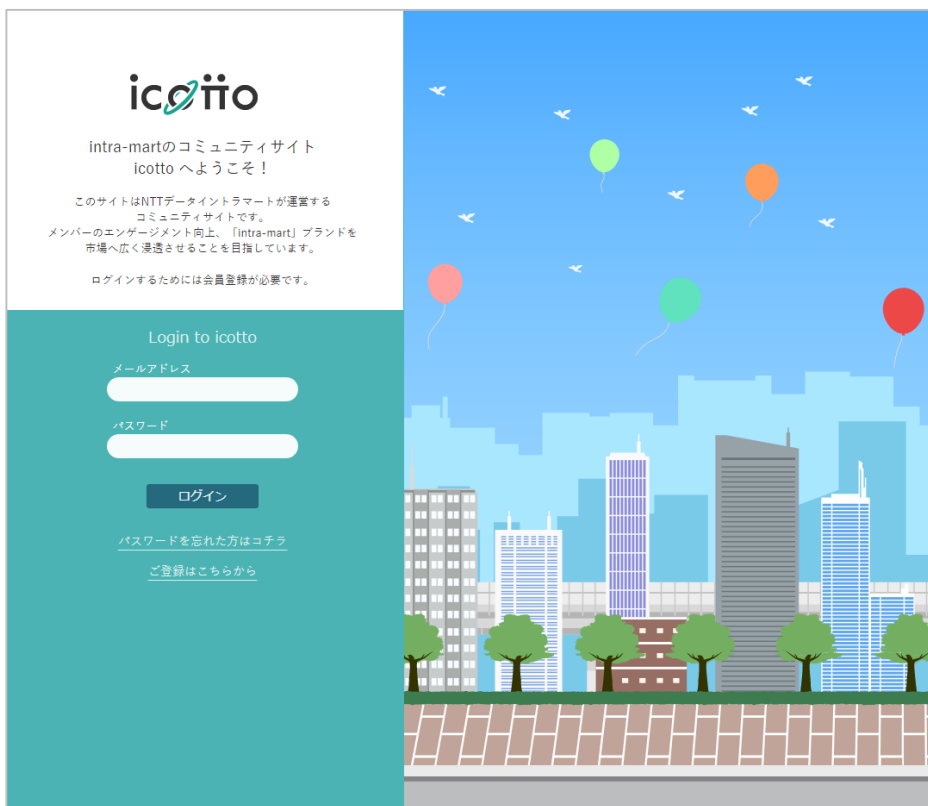 icotto
intra-martのコミュニティサイト
icotto へようこそ！
このサイトはNTTデータイントラマートが運営する
コミュニティサイトです。
メンバーのエンゲージメント向上、「intra-mart」ブランドを
市場へ広く浸透させることを目指しています。
ログインするためには会員登録が必要です。
Login to icotto
メールアドレス
パスワード
ログイン
パスワードを忘れた方はコチラ
ご登録はこちらから